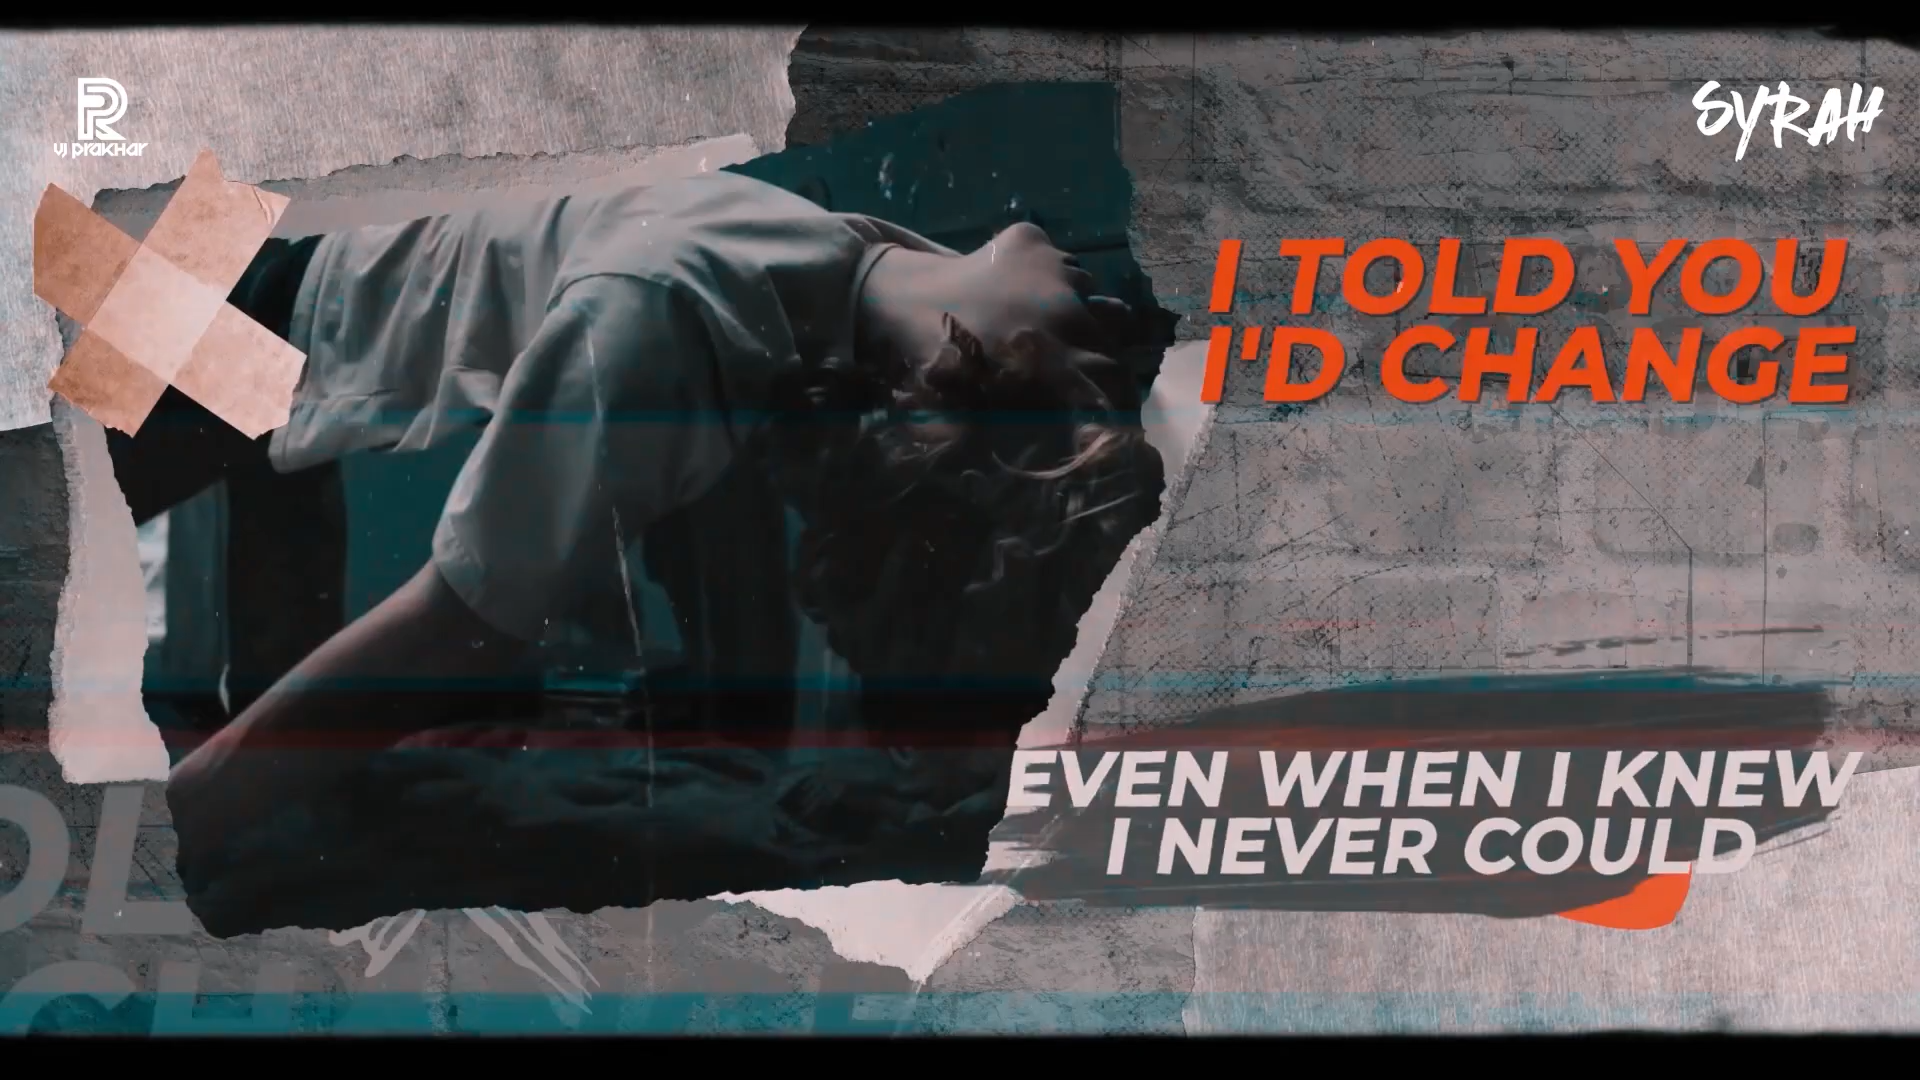 VJ PRAKHAR
SYRAH
I TOLD YOU
I'D CHANGE
EVEN WHEN I KNEW
I NEVER COULD